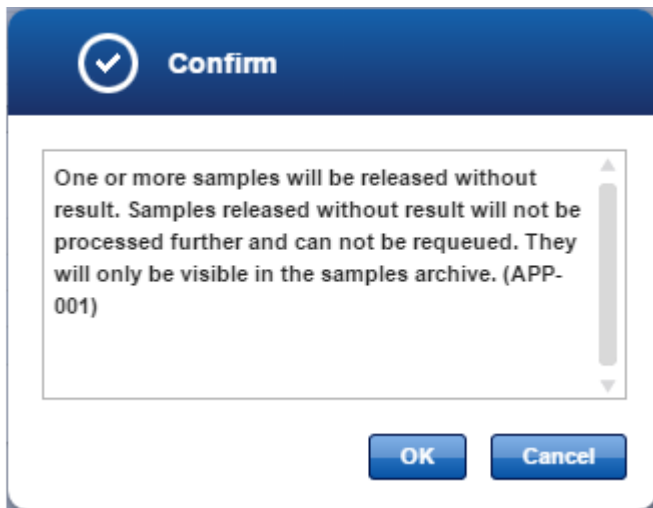 Confirm
One or more samples will be released without
result. Samples released without result will not be
processed further and can not be requeued. They
will only be visible in the samples archive. (APP-
001)
OK
Cancel